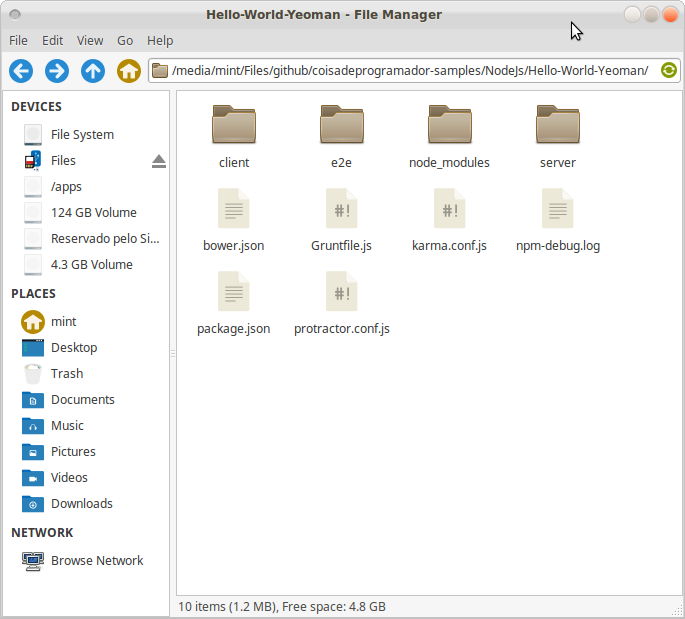 Hello-World-Yeoman - File Manager
File Edit View Go Help
/media/mint/Files/github/coisadeprogramador-samples/NodeJs/Hello-World-Yeoman/
DEVICES
File System
Files
/apps
124 GB Volume
Reservado pelo Si...
4.3 GB Volume
PLACES
mint
Desktop
Trash
Documents
Music
Pictures
Videos
Downloads
NETWORK
Browse Network
client e2e node_modules server
#! #!
bower.json Gruntfile.js karma.conf.js npm-debug.log
#!
package.json protractor.conf.js
10 items (1.2 MB), Free space: 4.8 GB